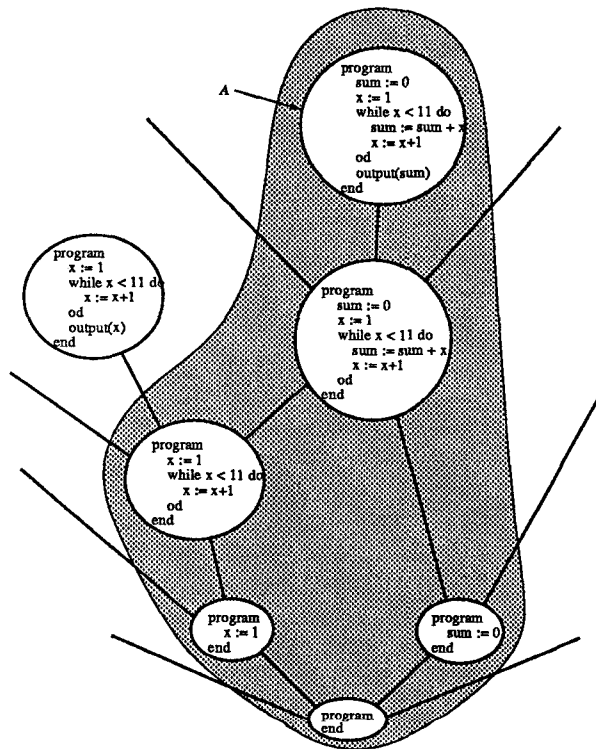 A
program
sum := 0
x := 1
while x < 11 do
sum := sum + x
x := x+1
od
output(sum)
end
program
x := 1
while x < 11 do
x := x+1
od
output(x)
end
program
sum := 0
x := 1
while x < 11 do
sum := sum + x
x := x+1
od
end
program
x := 1
while x < 11 do
x := x+1
od
end
program
x := 1
end
program
sum := 0
end
program
end